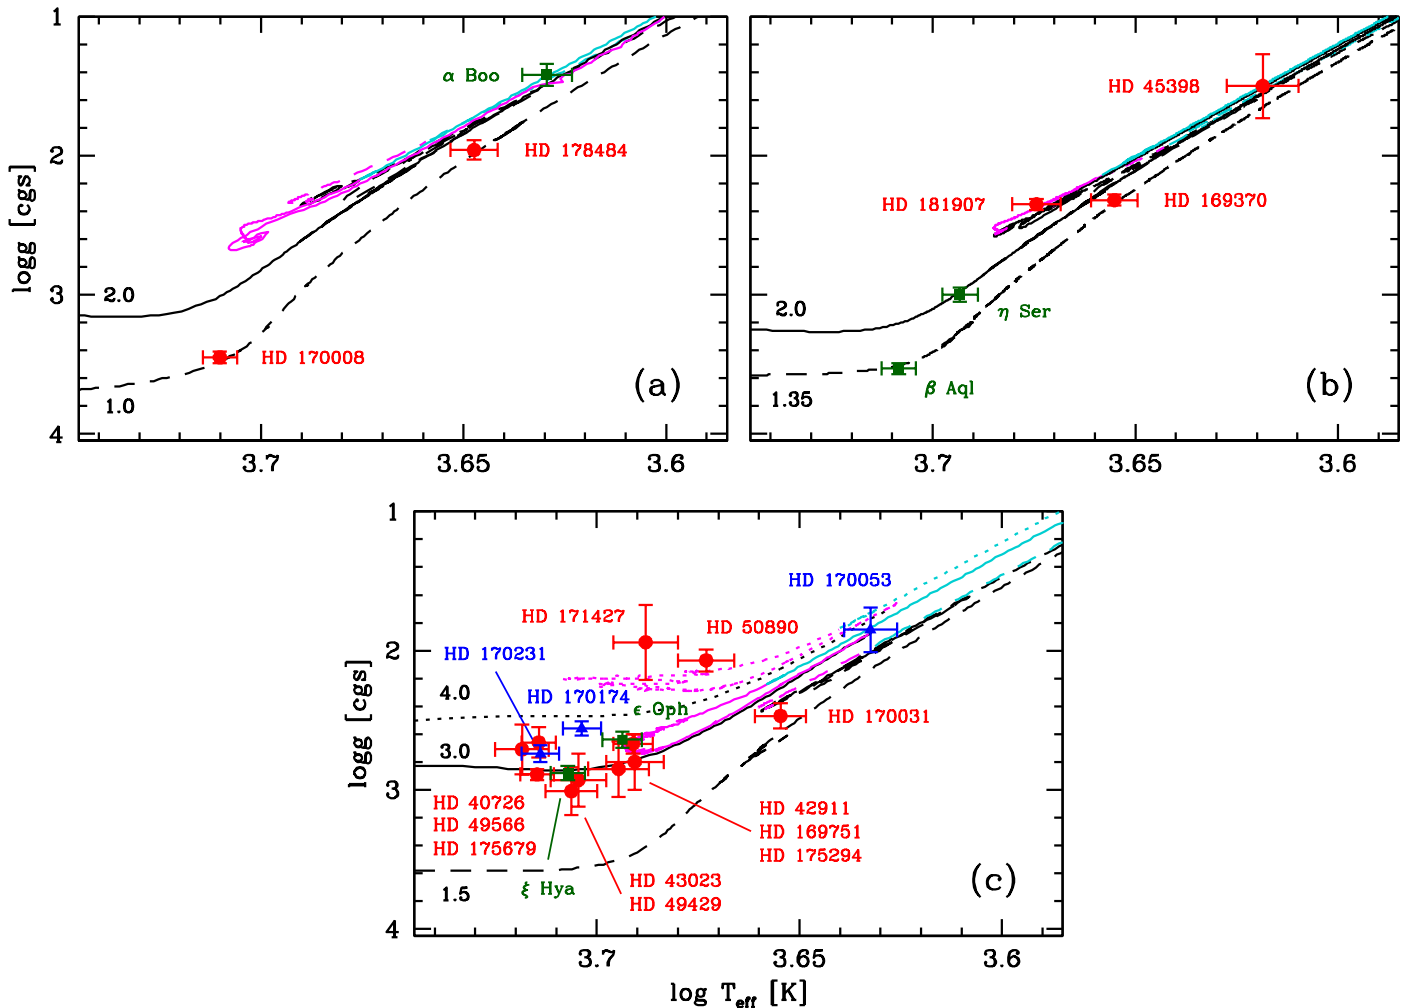 1
2
3
4
logg [cgs]
α Boo
HD 178484
2.0
HD 170008
1.0
(a)
3.7
3.65
3.6
HD 45398
HD 181907
HD 169370
η Ser
2.0
β Aql
1.35
(b)
3.7
3.65
3.6
1
2
3
4
logg [cgs]
HD 170053
HD 171427
HD 50890
HD 170231
HD 170174
4.0
ϵ Oph
HD 170031
3.0
HD 40726
HD 49566
HD 175679
HD 42911
HD 169751
HD 175294
ξ Hya
HD 43023
HD 49429
1.5
(c)
3.7
3.65
3.6
log Teff [K]